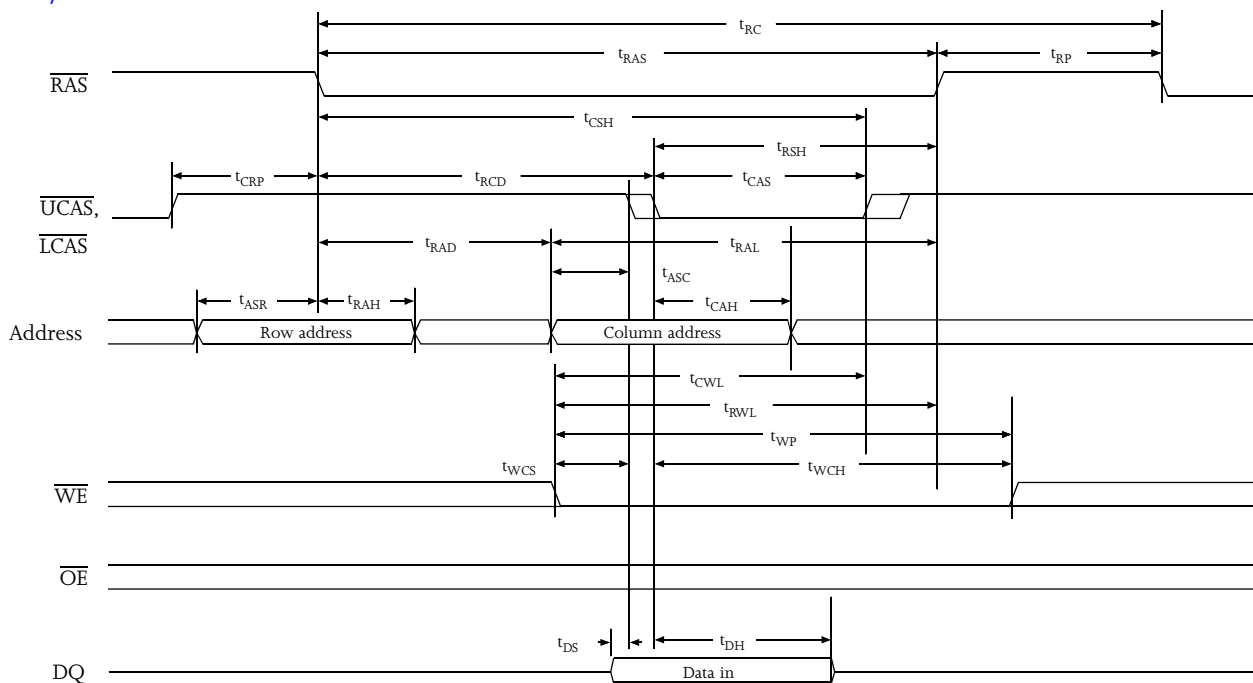 tRC
tRAS
tRP
RAS
tCSH
tRSH
tCRP
tRCD
tCAS
UCAS,
LCAS
tRAD
tRAL
tASC
tASR
tRAH
tCAH
Address
Row address
Column address
tCWL
tRWL
tWP
tWCS
tWCH
WE
OE
tDS
tDH
DQ
Data in